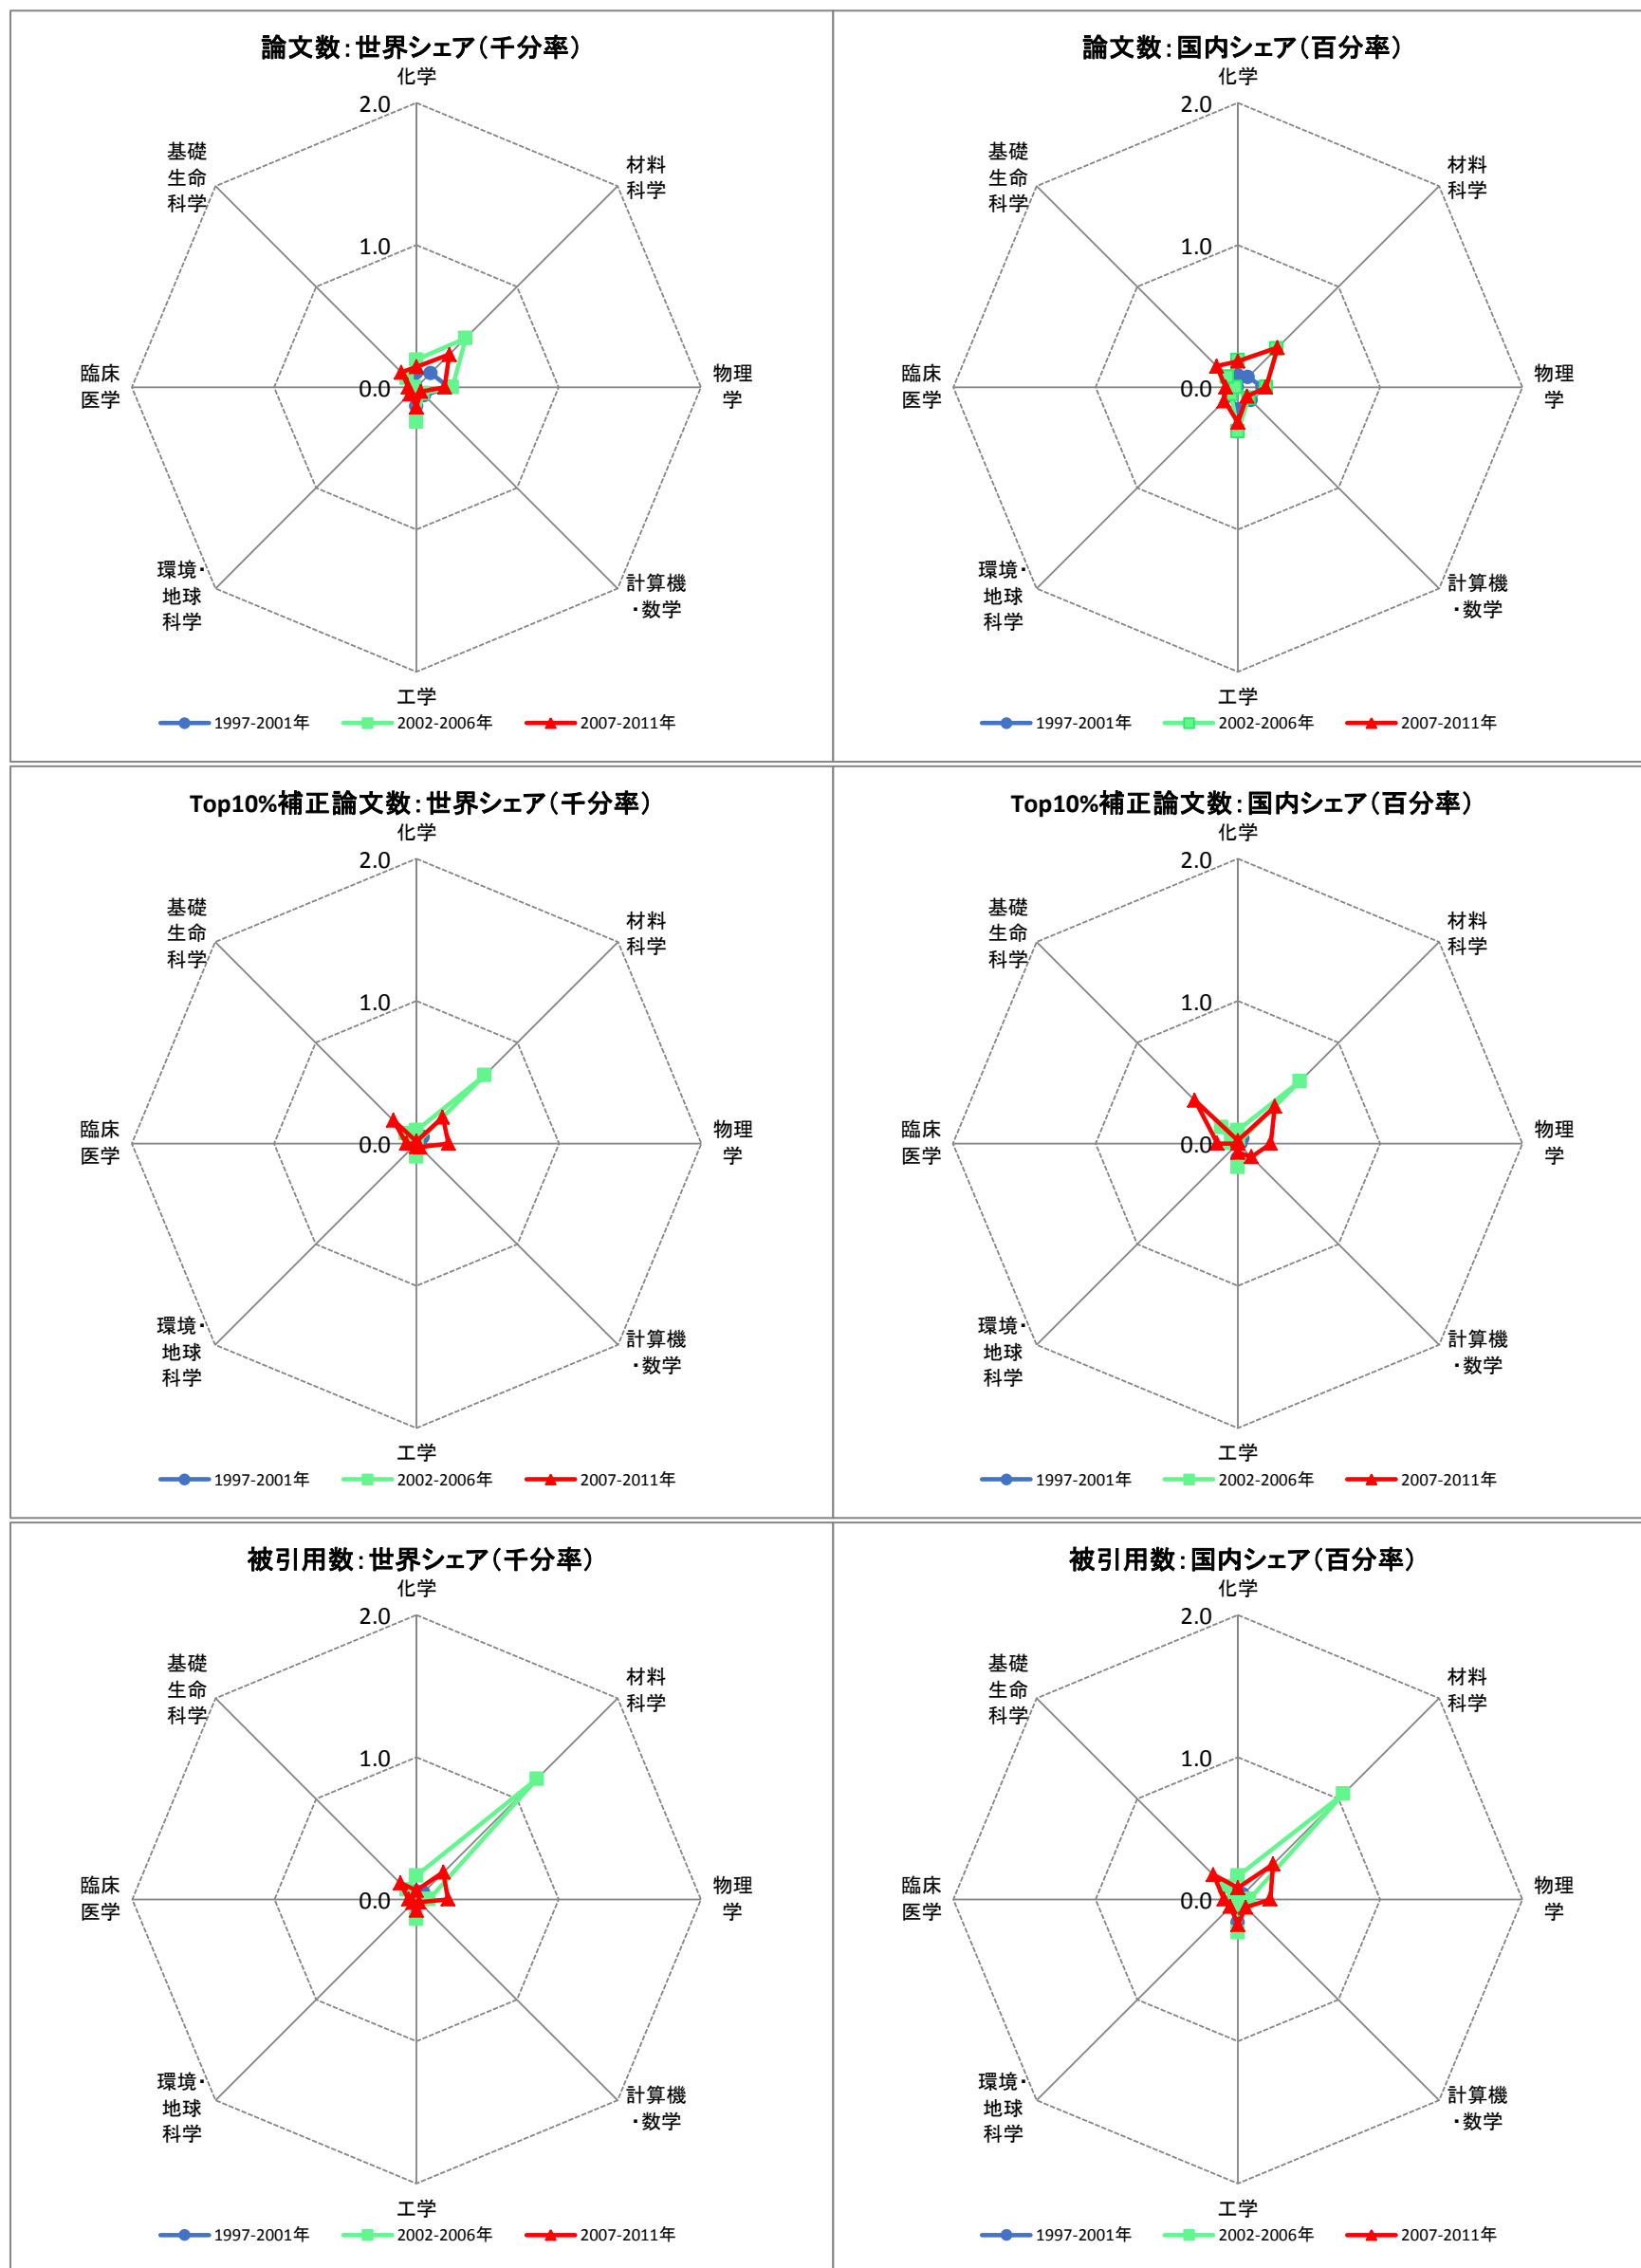 論文数：世界シェア（千分率）
化学
2.0
基礎
生命
科学
材料
科学
1.0
臨床
医学
0.0
物理
学
環境・
地球
科学
計算機
・数学
工学
1997-2001年 2002-2006年 2007-2011年
論文数：国内シェア（百分率）
化学
2.0
基礎
生命
科学
材料
科学
1.0
臨床
医学
0.0
物理
学
環境・
地球
科学
計算機
・数学
工学
1997-2001年 2002-2006年 2007-2011年
Top10%補正論文数：世界シェア（千分率）
化学
2.0
基礎
生命
科学
材料
科学
1.0
臨床
医学
0.0
物理
学
環境・
地球
科学
計算機
・数学
工学
1997-2001年 2002-2006年 2007-2011年
Top10%補正論文数：国内シェア（百分率）
化学
2.0
基礎
生命
科学
材料
科学
1.0
臨床
医学
0.0
物理
学
環境・
地球
科学
計算機
・数学
工学
1997-2001年 2002-2006年 2007-2011年
被引用数：世界シェア（千分率）
化学
2.0
基礎
生命
科学
材料
科学
1.0
臨床
医学
0.0
物理
学
環境・
地球
科学
計算機
・数学
工学
1997-2001年 2002-2006年 2007-2011年
被引用数：国内シェア（百分率）
化学
2.0
基礎
生命
科学
材料
科学
1.0
臨床
医学
0.0
物理
学
環境・
地球
科学
計算機
・数学
工学
1997-2001年 2002-2006年 2007-2011年